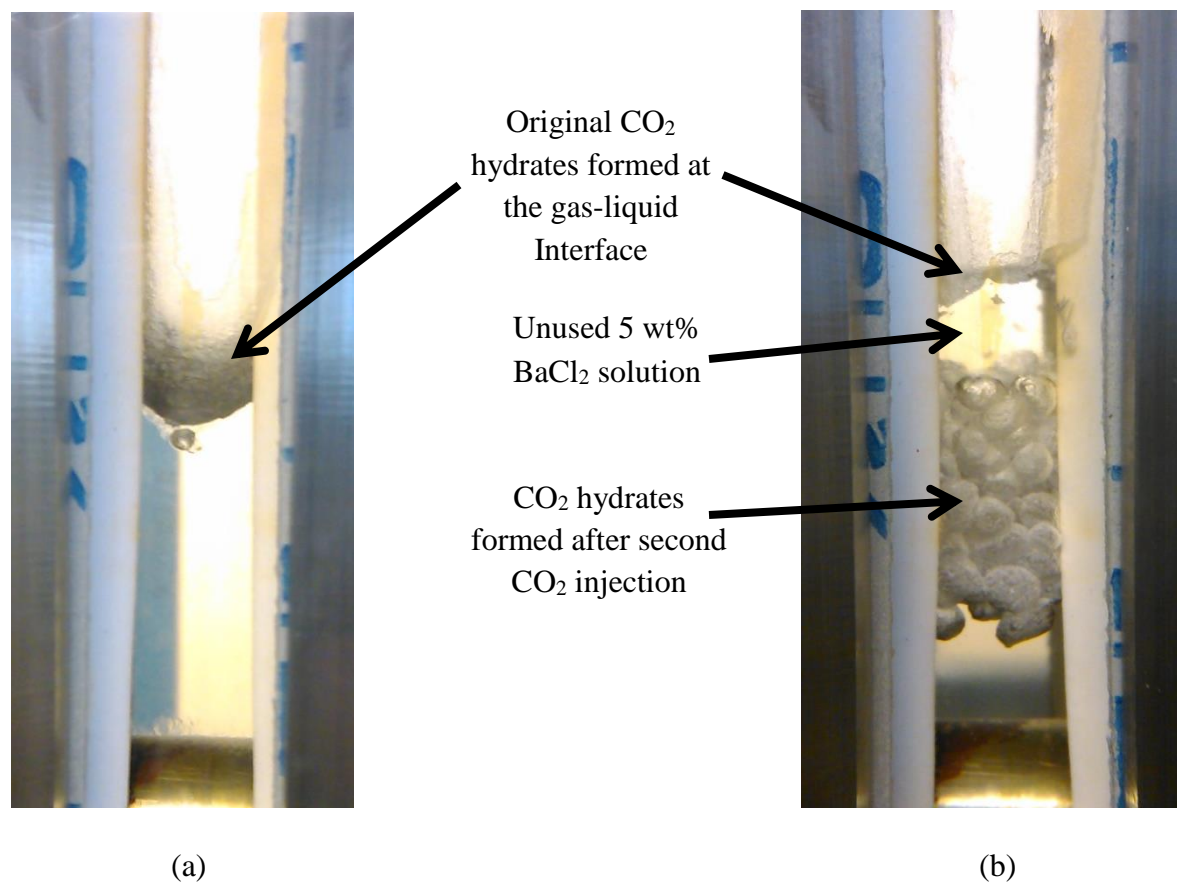 Original CO₂
hydrates formed at
the gas-liquid
Interface
Unused 5 wt%
BaCl₂ solution
CO₂ hydrates
formed after second
CO₂ injection
(a)
(b)